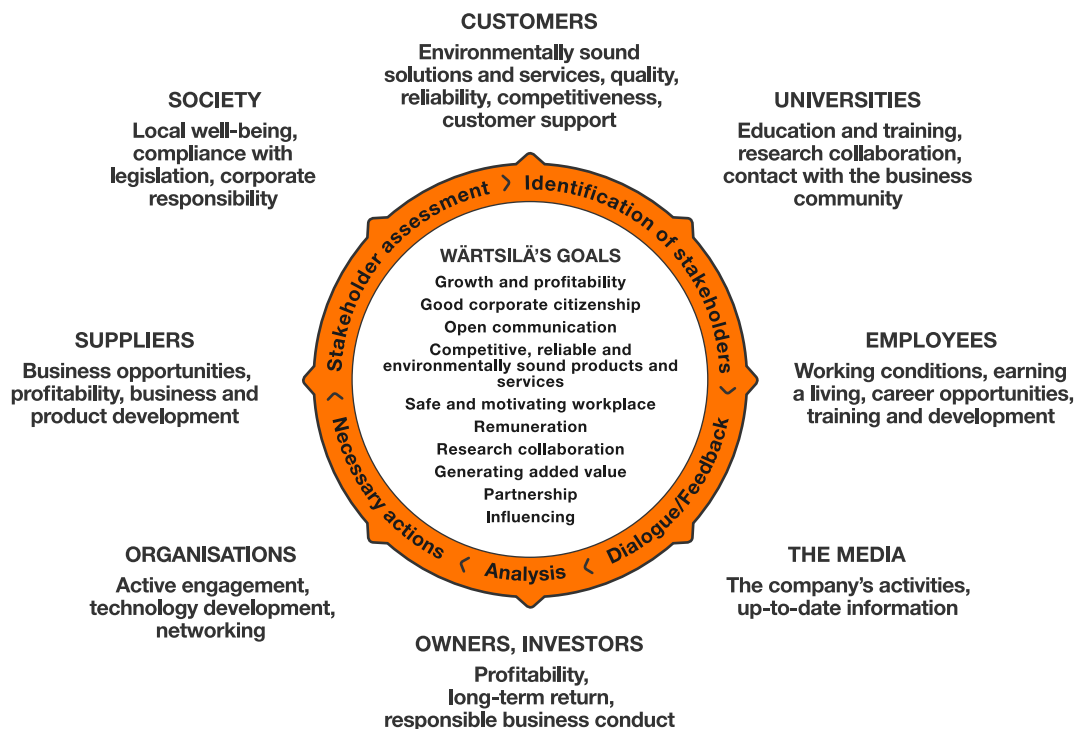 CUSTOMERS
Environmentally sound
solutions and services, quality,
reliability, competitiveness,
customer support
SOCIETY
Local well-being,
compliance with
legislation, corporate
responsibility
UNIVERSITIES
Education and training,
research collaboration,
contact with the business
community
Stakeholder assessment
Identification of stakeholders
WÄRTSILÄ’S GOALS
Growth and profitability
Good corporate citizenship
Open communication
Competitive, reliable and
environmentally sound products and
services
Safe and motivating workplace
Remuneration
Research collaboration
Generating added value
Partnership
Influencing
SUPPLIERS
Business opportunities,
profitability, business and
product development
EMPLOYEES
Working conditions, earning
a living, career opportunities,
training and development
Necessary actions
Analysis
Dialogue/Feedback
ORGANISATIONS
Active engagement,
technology development,
networking
THE MEDIA
The company’s activities,
up-to-date information
OWNERS, INVESTORS
Profitability,
long-term return,
responsible business conduct